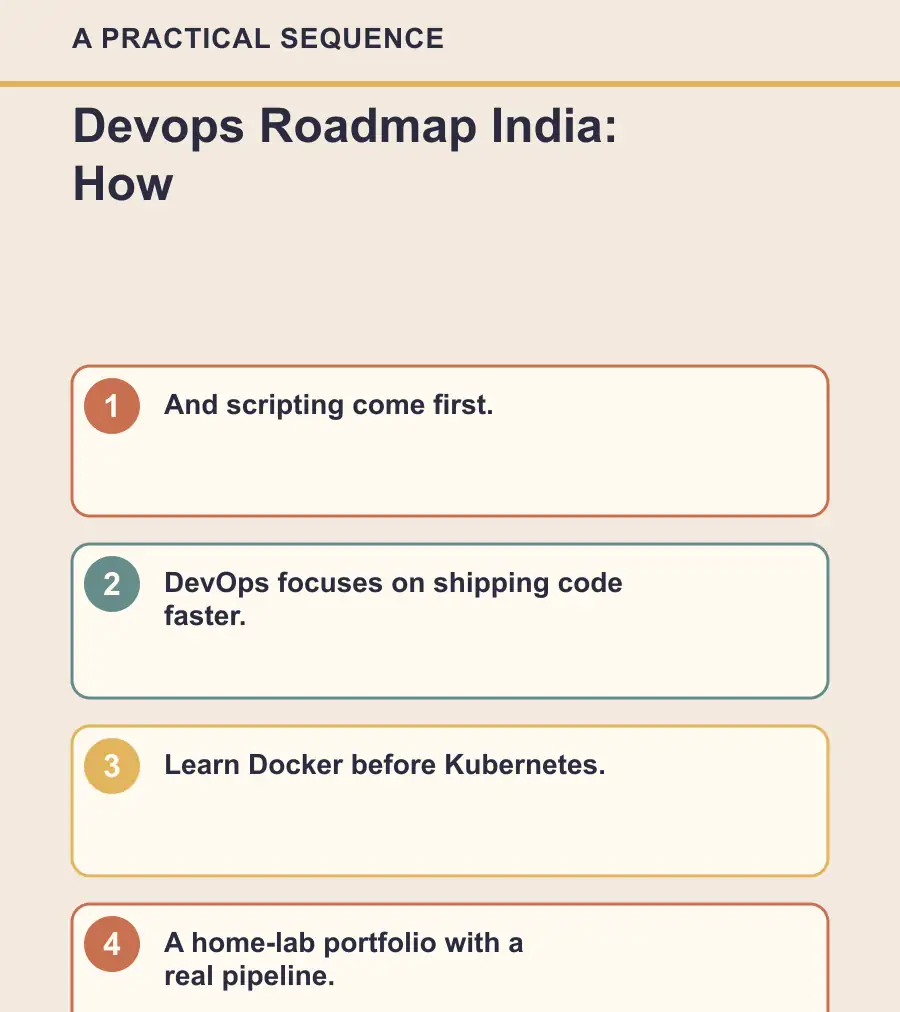 A PRACTICAL SEQUENCE
Devops Roadmap India:
How
1
And scripting come first.
2
DevOps focuses on shipping code
faster.
3
Learn Docker before Kubernetes.
4
A home-lab portfolio with a
real pipeline.